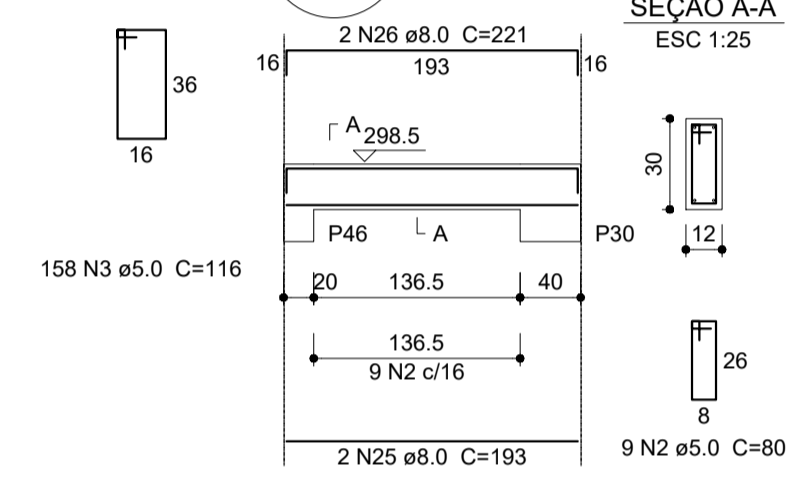 SEÇÃO A-A
ESC 1:25
2 N26 ø8.0 C=221
16
193
16
36
16
A
298.5
30
12
P46
A
P30
158 N3 ø5.0 C=116
20
136.5
40
136.5
9 N2 c/16
26
8
9 N2 ø5.0 C=80
2 N25 ø8.0 C=193